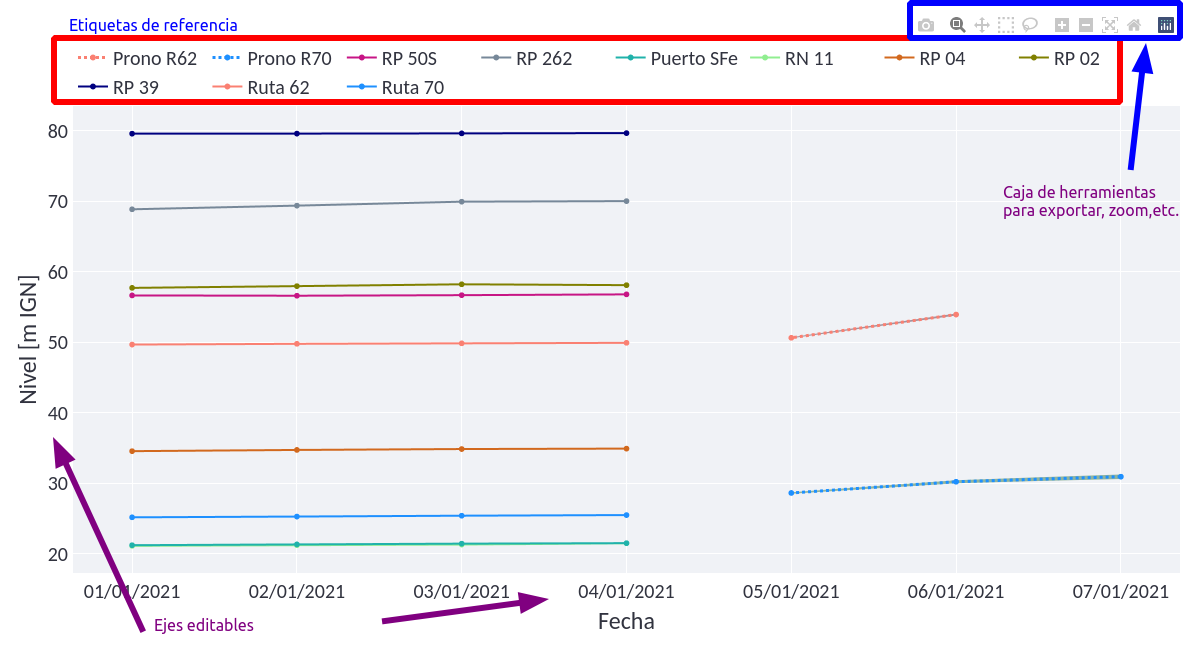 Etiquetas de referencia
Prono R62 Prono R70 RP 50S RP 262 Puerto SFe RN 11 RP 04 RP 02
RP 39 Ruta 62 Ruta 70
80
70
60
50
40
30
20
Nivel [m IGN]
Caja de herramientas
para exportar, zoom,etc.
01/01/2021 02/01/2021 03/01/2021 04/01/2021 05/01/2021 06/01/2021 07/01/2021
Fecha
Ejes editables